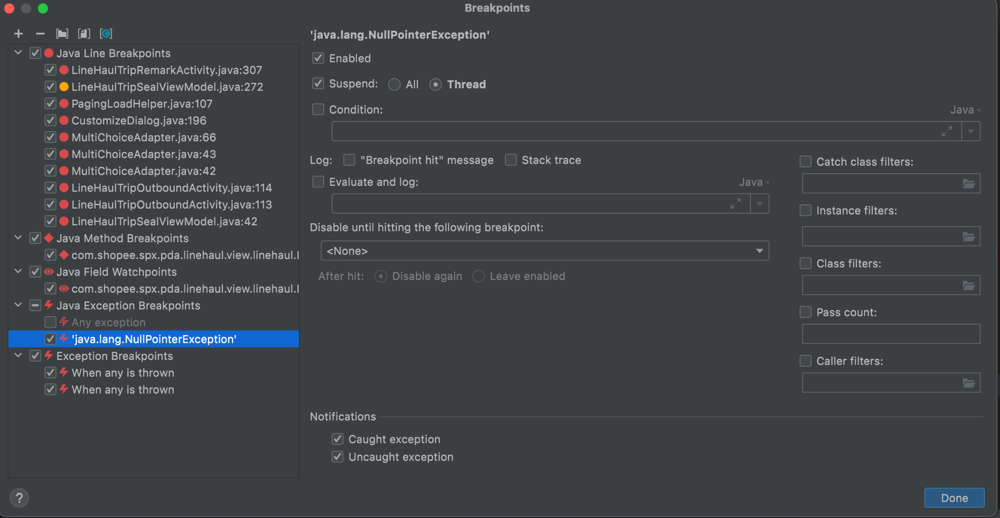 Breakpoints
Java Line Breakpoints
LineHaulTripRemarkActivity.java:307
LineHaulTripSealViewModel.java:272
PagingLoadHelper.java:107
CustomizeDialog.java:196
MultiChoiceAdapter.java:66
MultiChoiceAdapter.java:43
MultiChoiceAdapter.java:42
LineHaulTripOutboundActivity.java:114
LineHaulTripOutboundActivity.java:113
LineHaulTripSealViewModel.java:42
Java Method Breakpoints
com.shopee.spx.pda.linehaul.view.linehaul.
Java Field Watchpoints
com.shopee.spx.pda.linehaul.view.linehaul.
Java Exception Breakpoints
Any exception
'java.lang.NullPointerException'
Exception Breakpoints
When any is thrown
When any is thrown
?
'java.lang.NullPointerException'
Enabled
Suspend: All Thread
Condition: Java
Log: "Breakpoint hit" message Stack trace
Evaluate and log: Java
Disable until hitting the following breakpoint:
<None>
After hit: Disable again Leave enabled
Catch class filters:
Instance filters:
Class filters:
Pass count:
Caller filters:
Notifications
Caught exception
Uncaught exception
Done